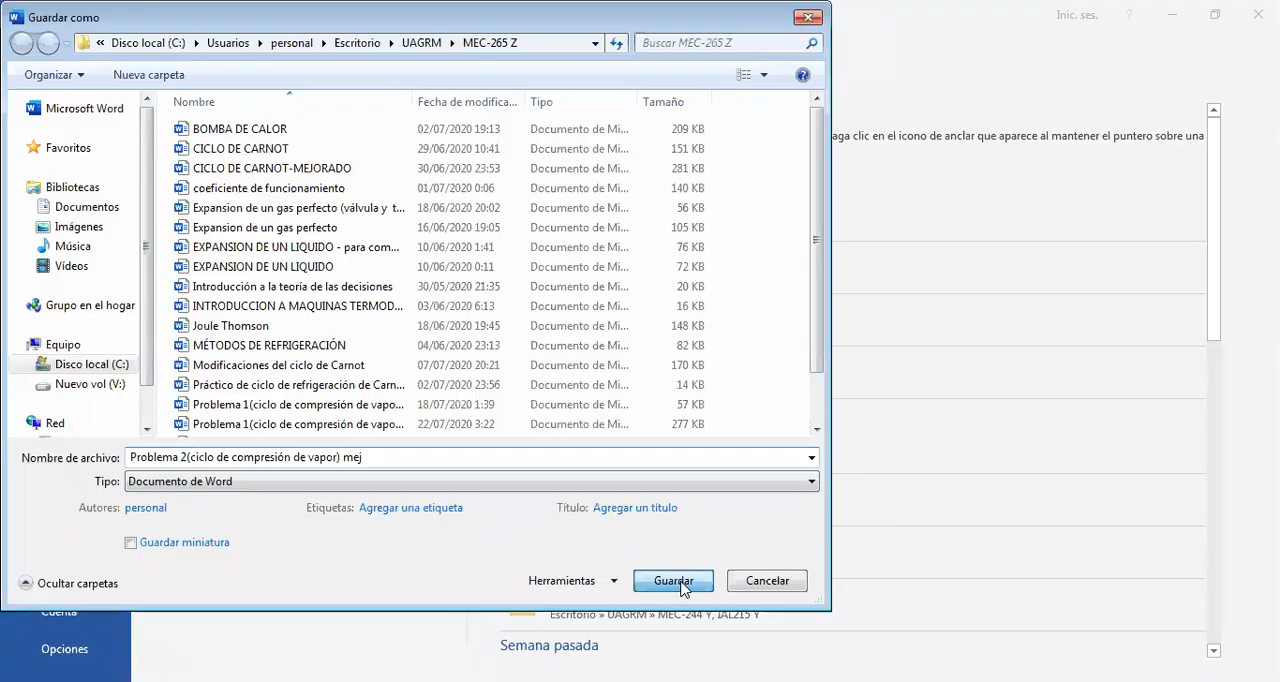 Guardar como
Inic. ses. ?
« Disco local (C:) Usuarios personal Escritorio UAGRM MEC-265 Z
Buscar MEC-265 Z
Organizar
Nueva carpeta
Nombre Fecha de modifica... Tipo Tamaño
Microsoft Word
Favoritos
Bibliotecas
Documentos
Imágenes
Música
Vídeos
Grupo en el hogar
Equipo
Disco local (C:)
Nuevo vol (V:)
Red
BOMBA DE CALOR 02/07/2020 19:13 Documento de Mi... 209 KB
CICLO DE CARNOT 29/06/2020 10:41 Documento de Mi... 151 KB
CICLO DE CARNOT-MEJORADO 30/06/2020 23:53 Documento de Mi... 281 KB
coeficiente de funcionamiento 01/07/2020 0:06 Documento de Mi... 140 KB
Expansion de un gas perfecto (válvula y t... 18/06/2020 20:02 Documento de Mi... 56 KB
Expansion de un gas perfecto 16/06/2020 19:05 Documento de Mi... 105 KB
EXPANSION DE UN LIQUIDO - para com... 10/06/2020 1:41 Documento de Mi... 76 KB
EXPANSION DE UN LIQUIDO 10/06/2020 0:11 Documento de Mi... 72 KB
Introducción a la teoría de las decisiones 30/05/2020 21:35 Documento de Mi... 20 KB
INTRODUCCION A MAQUINAS TERMOD... 03/06/2020 6:13 Documento de Mi... 16 KB
Joule Thomson 18/06/2020 19:45 Documento de Mi... 148 KB
MÉTODOS DE REFRIGERACIÓN 04/06/2020 23:13 Documento de Mi... 82 KB
Modificaciones del ciclo de Carnot 07/07/2020 20:21 Documento de Mi... 170 KB
Práctico de ciclo de refrigeración de Carn... 02/07/2020 23:56 Documento de Mi... 14 KB
Problema 1(ciclo de compresión de vapo... 18/07/2020 1:39 Documento de Mi... 57 KB
Problema 1(ciclo de compresión de vapo... 22/07/2020 3:22 Documento de Mi... 277 KB
aga clic en el icono de anclar que aparece al mantener el puntero sobre una
Nombre de archivo: Problema 2(ciclo de compresión de vapor) mej
Tipo: Documento de Word
Autores: personal Etiquetas: Agregar una etiqueta Título: Agregar un título
Guardar miniatura
Ocultar carpetas
Herramientas
Guardar
Cancelar
Cuenta
Escritorio » UAGRM » MEC-244 Y, IAL215 Y
Opciones
Semana pasada